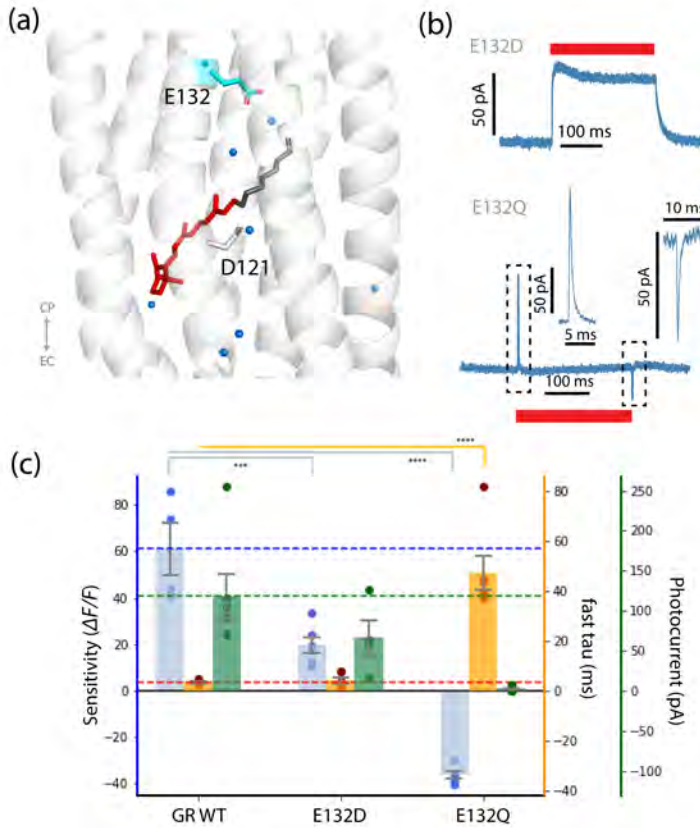 (a)
E132
D121
CP
EC
(b)
E132D
50 pA
100 ms
E132Q
50 pA
5 ms
10 ms
50 pA
100 ms
(c)
***
****
****
Sensitivity (ΔF/F)
80
60
40
20
0
−20
−40
GR WT
E132D
E132Q
80
60
40
20
0
−20
−40
fast tau (ms)
250
200
150
100
50
0
−50
−100
Photocurrent (pA)